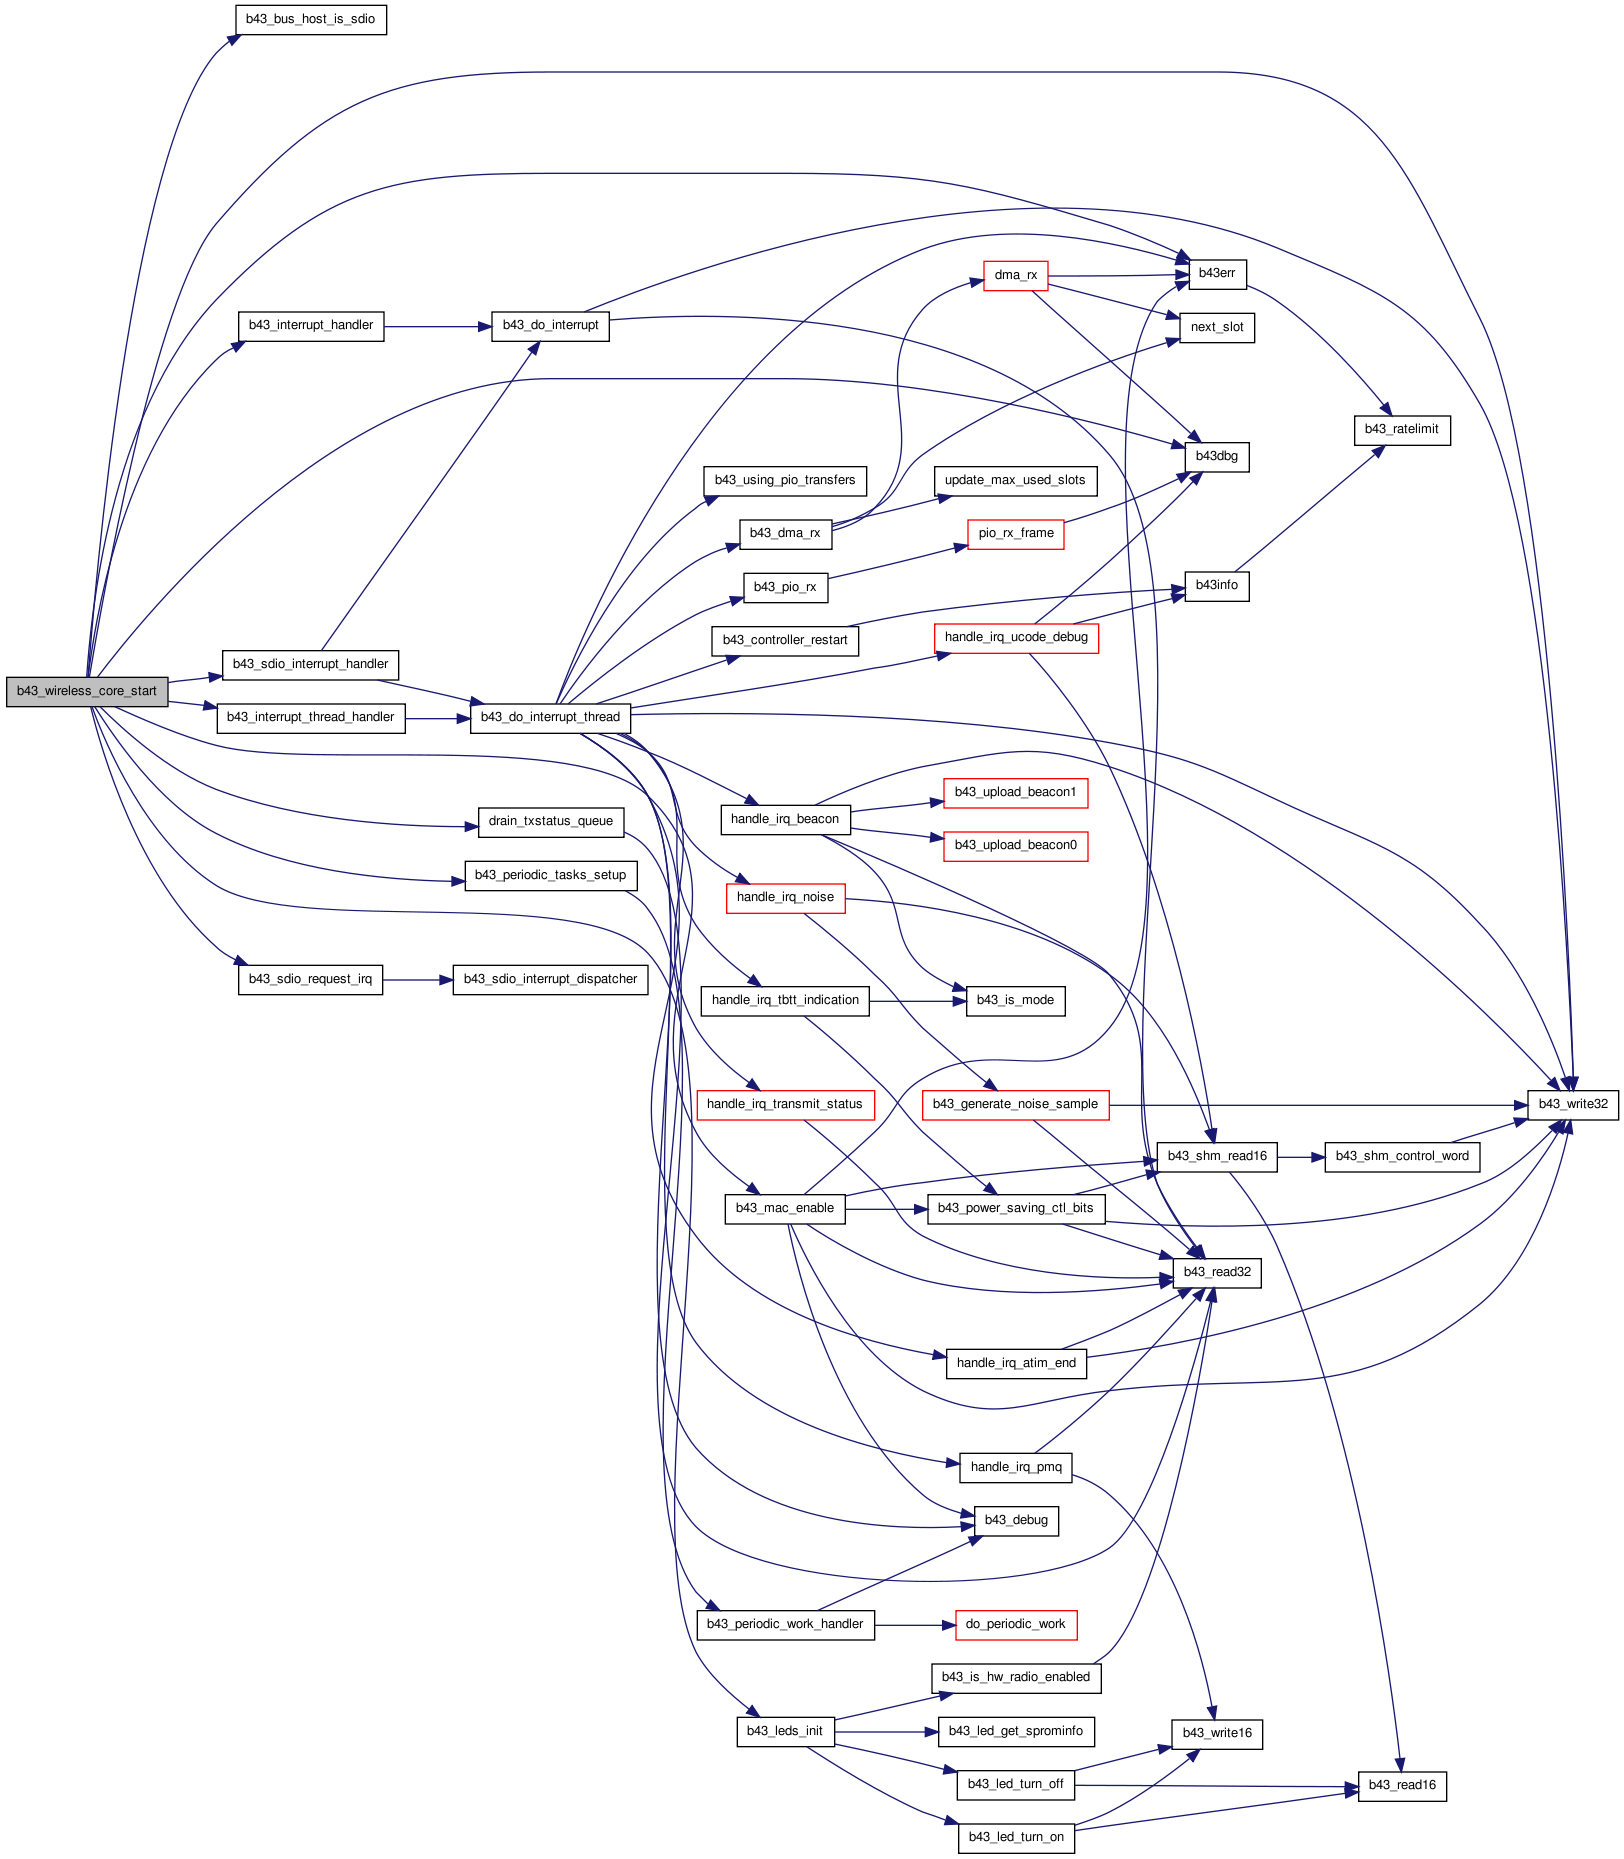 b43_bus_host_is_sdio
dma_rx
b43err
b43_interrupt_handler
b43_do_interrupt
next_slot
b43_ratelimit
b43dbg
b43_using_pio_transfers
update_max_used_slots
b43_dma_rx
pio_rx_frame
b43_pio_rx
b43info
b43_controller_restart
handle_irq_ucode_debug
b43_sdio_interrupt_handler
b43_wireless_core_start
b43_interrupt_thread_handler
b43_do_interrupt_thread
b43_upload_beacon1
drain_txstatus_queue
handle_irq_beacon
b43_upload_beacon0
b43_periodic_tasks_setup
handle_irq_noise
b43_sdio_request_irq
b43_sdio_interrupt_dispatcher
handle_irq_tbtt_indication
b43_is_mode
handle_irq_transmit_status
b43_generate_noise_sample
b43_write32
b43_shm_read16
b43_shm_control_word
b43_mac_enable
b43_power_saving_ctl_bits
b43_read32
handle_irq_atim_end
handle_irq_pmq
b43_debug
b43_periodic_work_handler
do_periodic_work
b43_is_hw_radio_enabled
b43_leds_init
b43_led_get_sprominfo
b43_write16
b43_led_turn_off
b43_read16
b43_led_turn_on